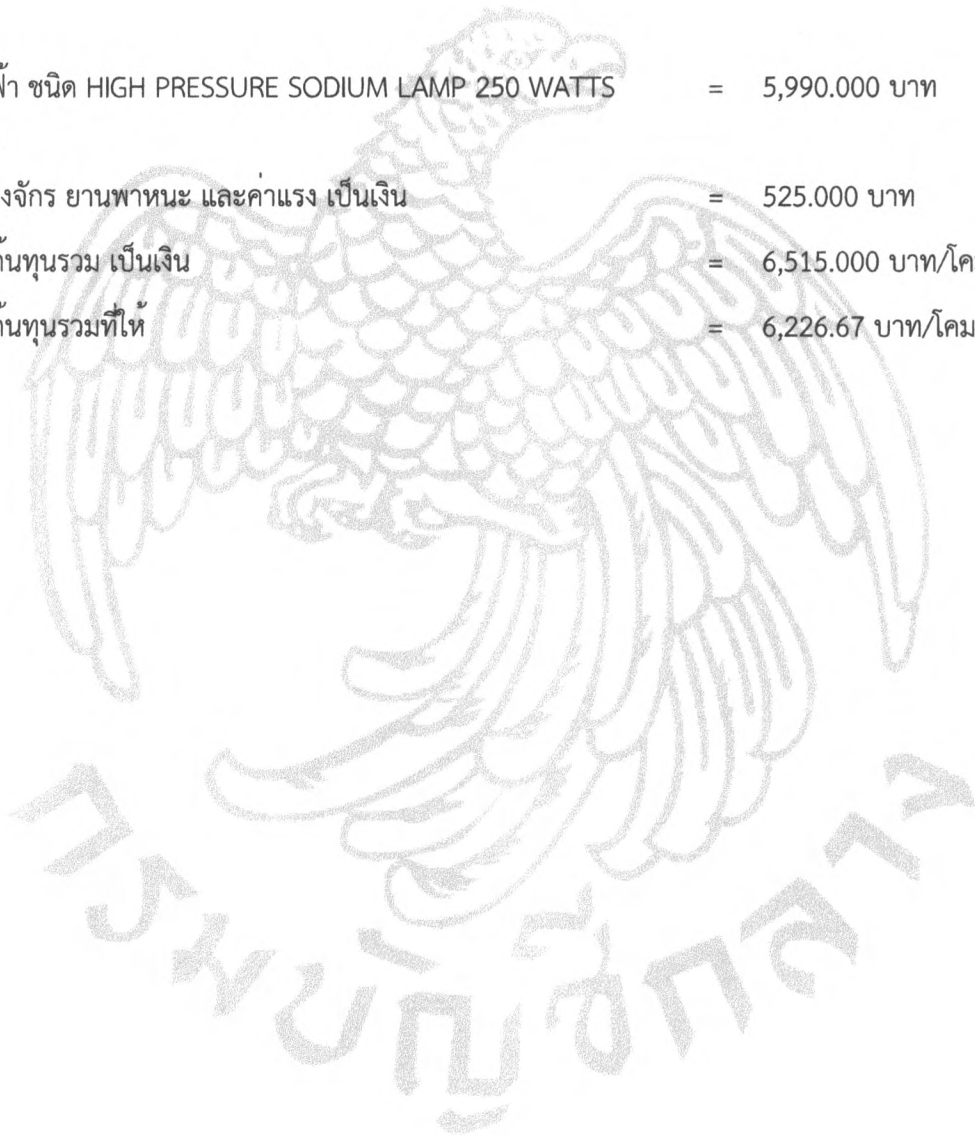 ฟ้า ชนิด HIGH PRESSURE SODIUM LAMP 250 WATTS = 5,990.000 บาท
งจักร ยานพาหนะ และค่าแรง เป็นเงิน = 525.000 บาท
ต้นทุนรวม เป็นเงิน = 6,515.000 บาท/โค
ต้นทุนรวมที่ให้ = 6,226.67 บาท/โคม
กรมบัญชีกลาง